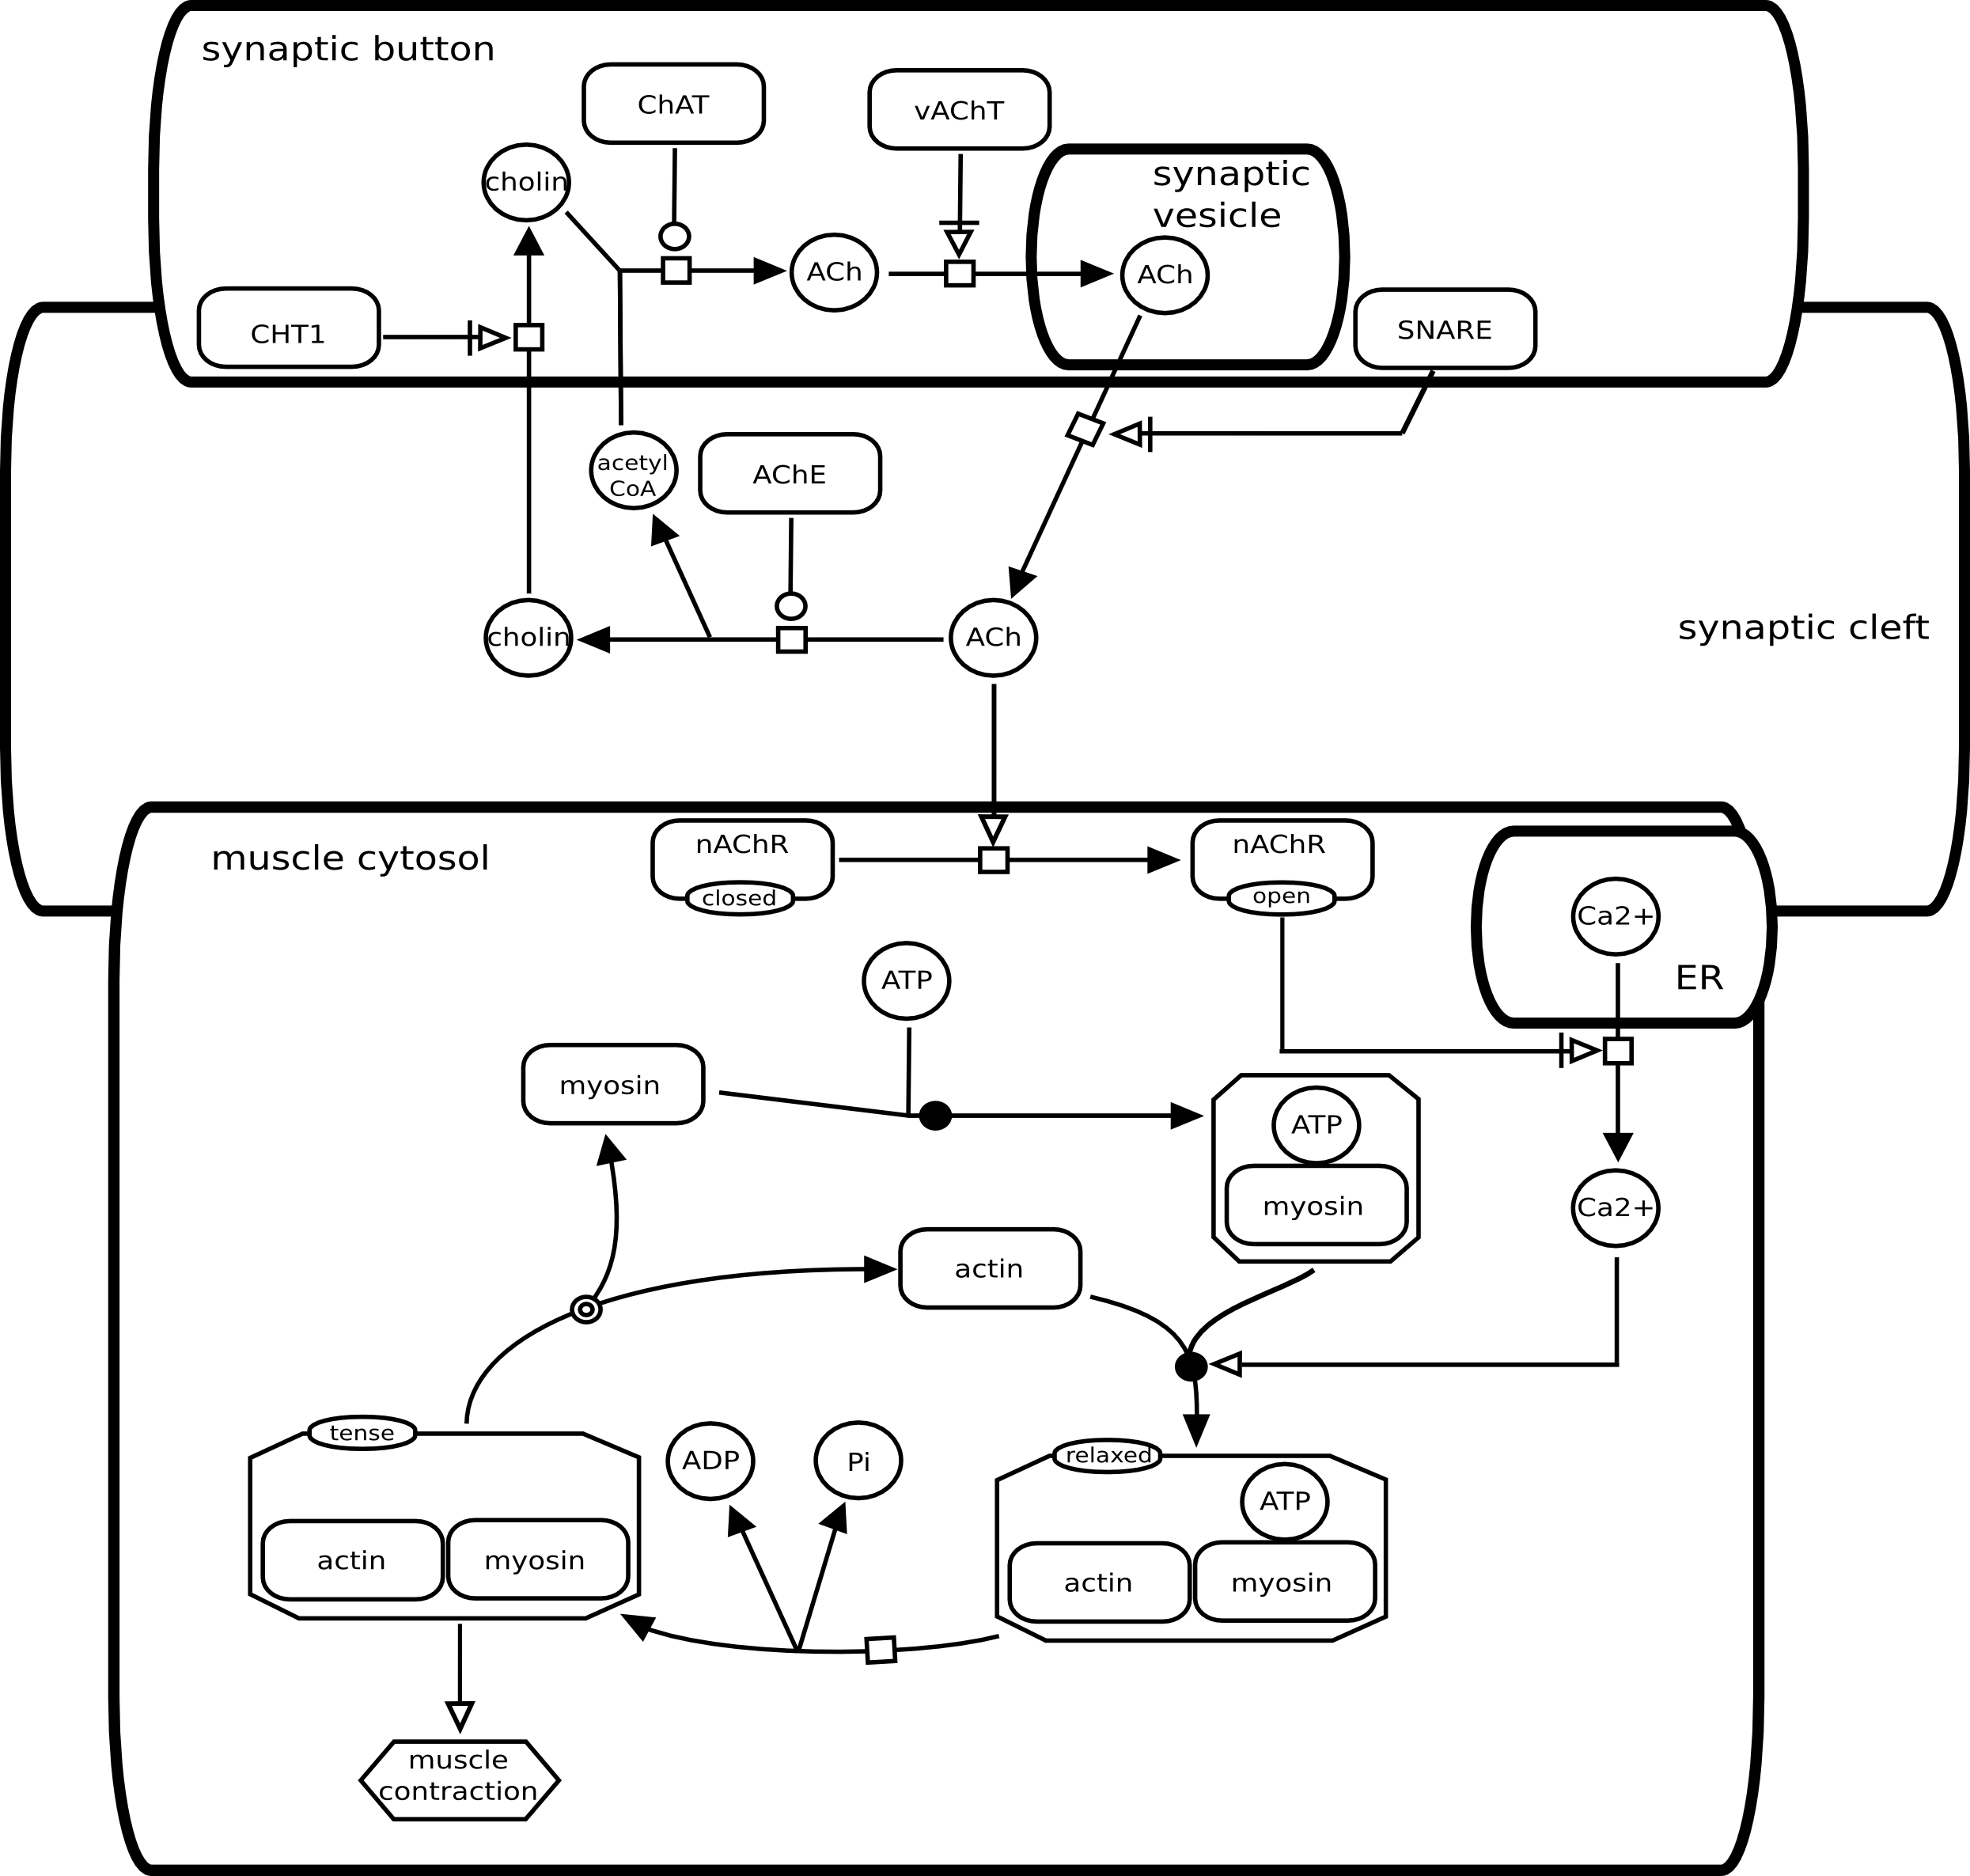 synaptic button
ChAT
vAChT
synaptic
vesicle
cholin
ACh
ACh
CHT1
SNARE
acetyl
CoA
AChE
cholin
ACh
synaptic cleft
muscle cytosol
nAChR
closed
nAChR
open
Ca2+
ER
ATP
myosin
ATP
myosin
Ca2+
actin
tense
actin
myosin
ADP
Pi
relaxed
ATP
actin
myosin
muscle
contraction